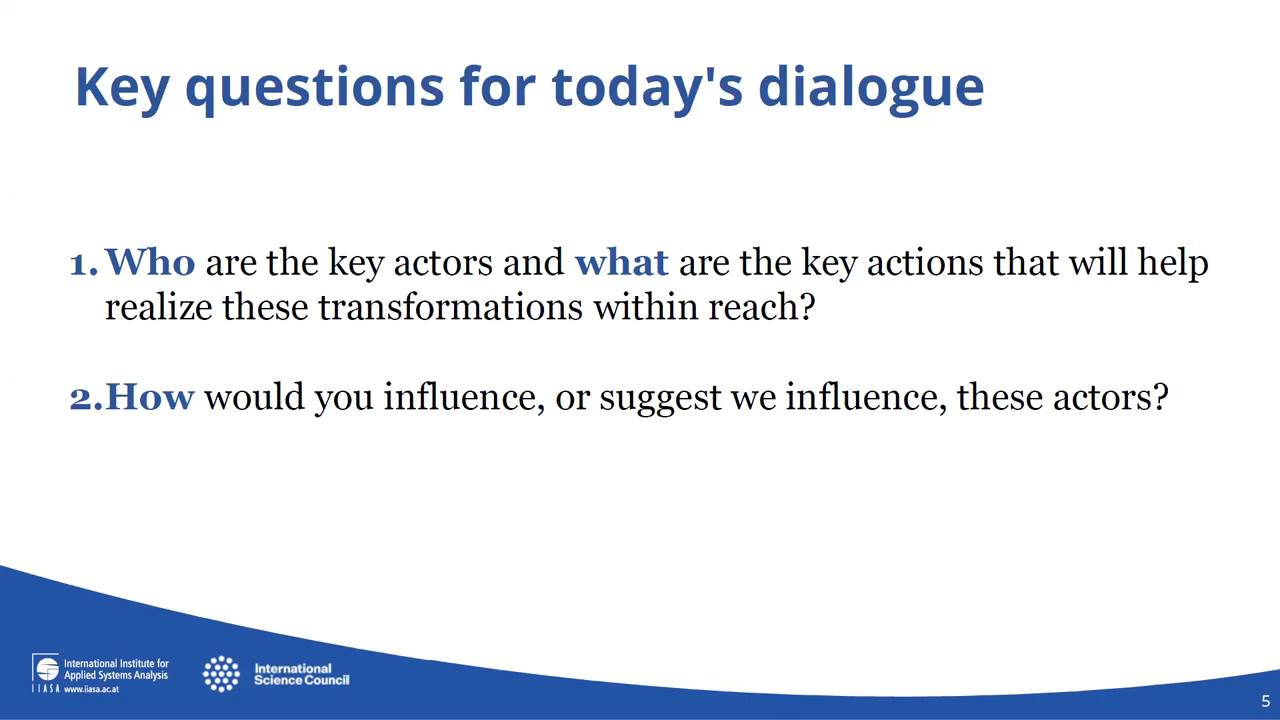 Key questions for today's dialogue
1. Who are the key actors and what are the key actions that will help
realize these transformations within reach?
2. How would you influence, or suggest we influence, these actors?
International Institute for
Applied Systems Analysis
IIASA www.iiasa.ac.at
International
Science Council
5